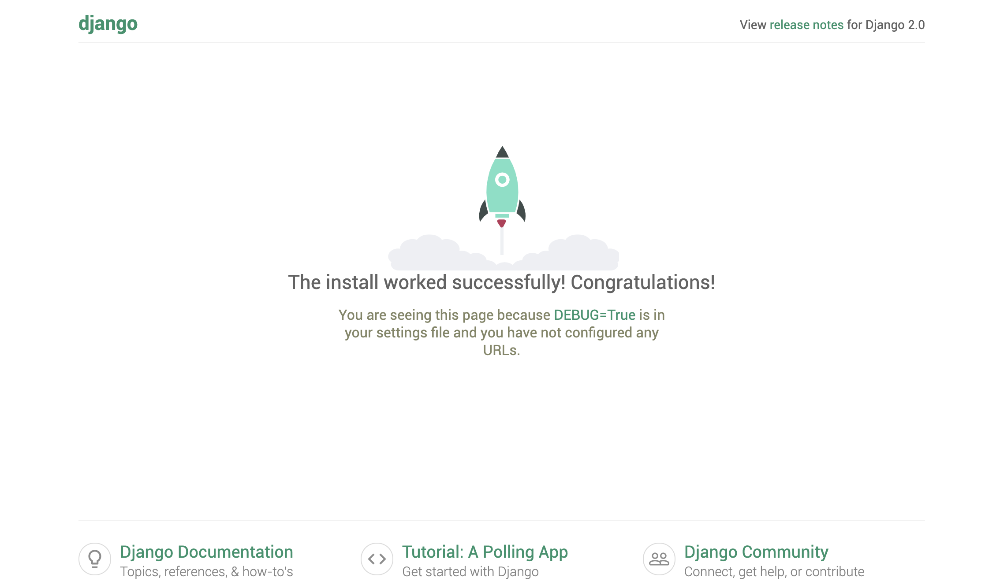 django
View release notes for Django 2.0
The install worked successfully! Congratulations!
You are seeing this page because DEBUG=True is in
your settings file and you have not configured any
URLs.
Django Documentation
Topics, references, & how-to's
Tutorial: A Polling App
Get started with Django
Django Community
Connect, get help, or contribute